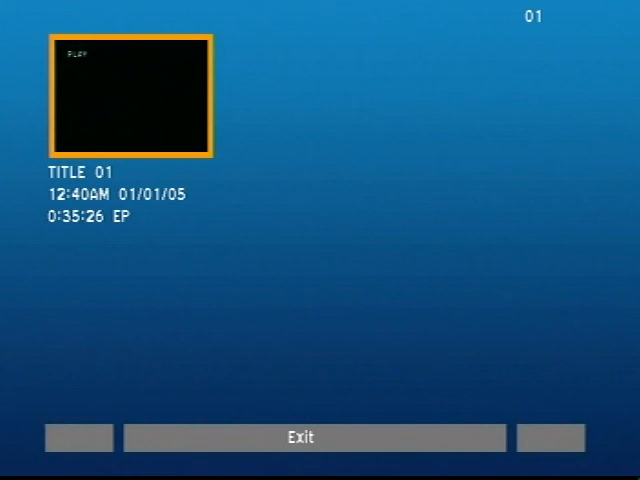 01
PLAY
TITLE 01
12:40AM 01/01/05
0:35:26 EP
Exit